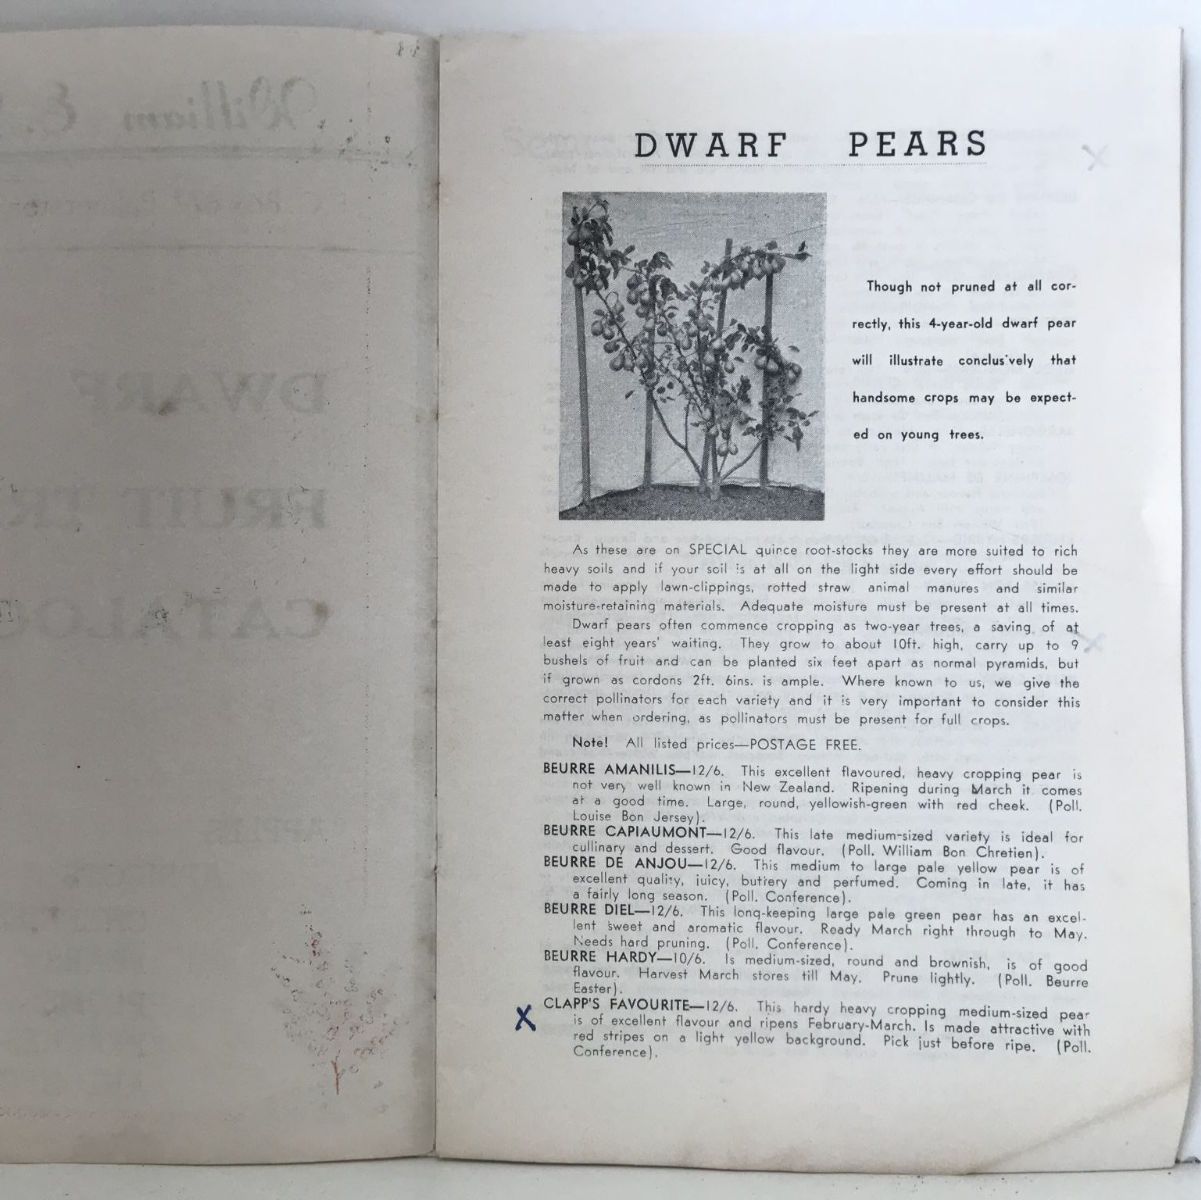 DWARF PEARS
Though not pruned at all cor-
rectly, this 4-year-old dwarf pear
will illustrate conclus'vely that
handsome crops may be expect-
ed on young trees.
As these are on SPECIAL quince root-stocks they are more suited to rich
heavy soils and if your soil is at all on the light side every effort should be
made to apply lawn-clippings, rotted straw animal manures and similar
moisture-retaining materials. Adequate moisture must be present at all times.
Dwarf pears often commence cropping as two-year trees, a saving of at
least eight years' waiting. They grow to about 10ft. high, carry up to 9
bushels of fruit and can be planted six feet apart as normal pyramids, but
if grown as cordons 2ft. 6ins. is ample. Where known to us, we give the
correct pollinators for each variety and it is very important to consider this
matter when ordering, as pollinators must be present for full crops.
Note! All listed prices—POSTAGE FREE.
BEURRE AMANILIS—12/6. This excellent flavoured, heavy cropping pear is
not very well known in New Zealand. Ripening during March it comes
at a good time. Large, round, yellowish-green with red cheek. (Poll.
Louise Bon Jersey).
BEURRE CAPIAUMONT—12/6. This late medium-sized variety is ideal for
cullinary and dessert. Good flavour. (Poll. William Bon Chretien).
BEURRE DE ANJOU—12/6. This medium to large pale yellow pear is of
excellent quality, juicy, buttery and perfumed. Coming in late, it has
a fairly long season. (Poll. Conference).
BEURRE DIEL—12/6. This long-keeping large pale green pear has an excel-
lent sweet and aromatic flavour. Ready March right through to May.
Needs hard pruning. (Poll. Conference).
BEURRE HARDY—10/6. Is medium-sized, round and brownish, is of good
flavour. Harvest March stores till May. Prune lightly. (Poll. Beurre
Easter).
X CLAPP'S FAVOURITE—12/6. This hardy heavy cropping medium-sized pear
is of excellent flavour and ripens February-March. Is made attractive with
red stripes on a light yellow background. Pick just before ripe. (Poll.
Conference).